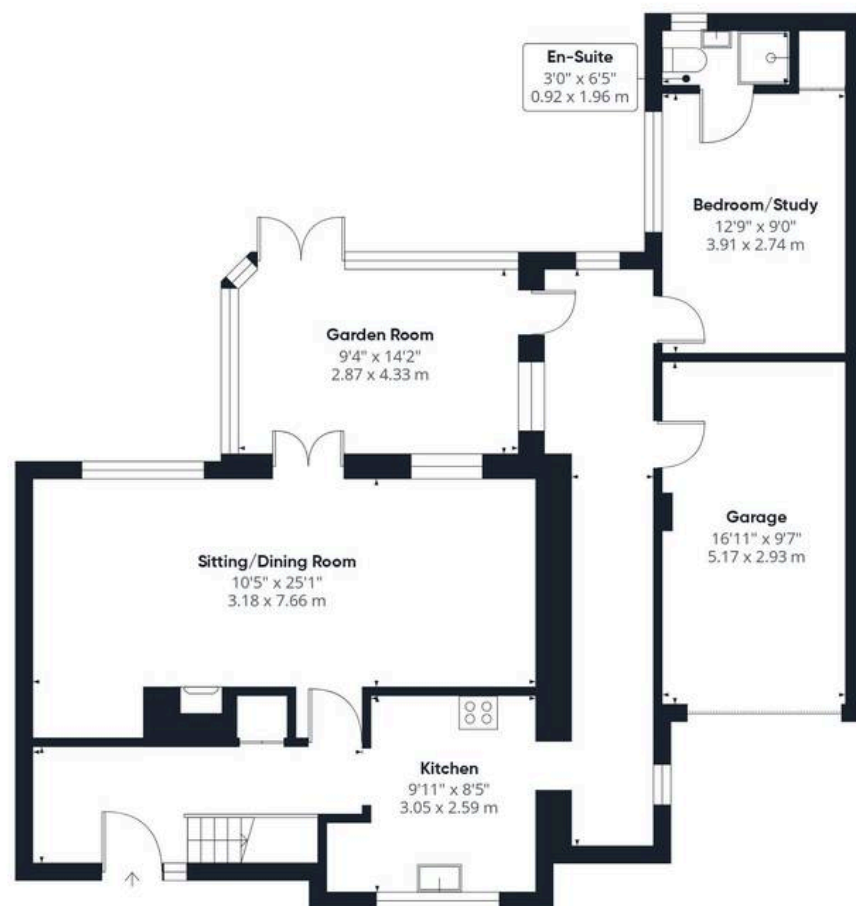 En-Suite
3'0" x 6'5"
0.92 x 1.96 m
Bedroom/Study
12'9" x 9'0"
3.91 x 2.74 m
Garden Room
9'4" x 14'2"
2.87 x 4.33 m
Garage
16'11" x 9'7"
5.17 x 2.93 m
Sitting/Dining Room
10'5" x 25'1"
3.18 x 7.66 m
Kitchen
9'11" x 8'5"
3.05 x 2.59 m